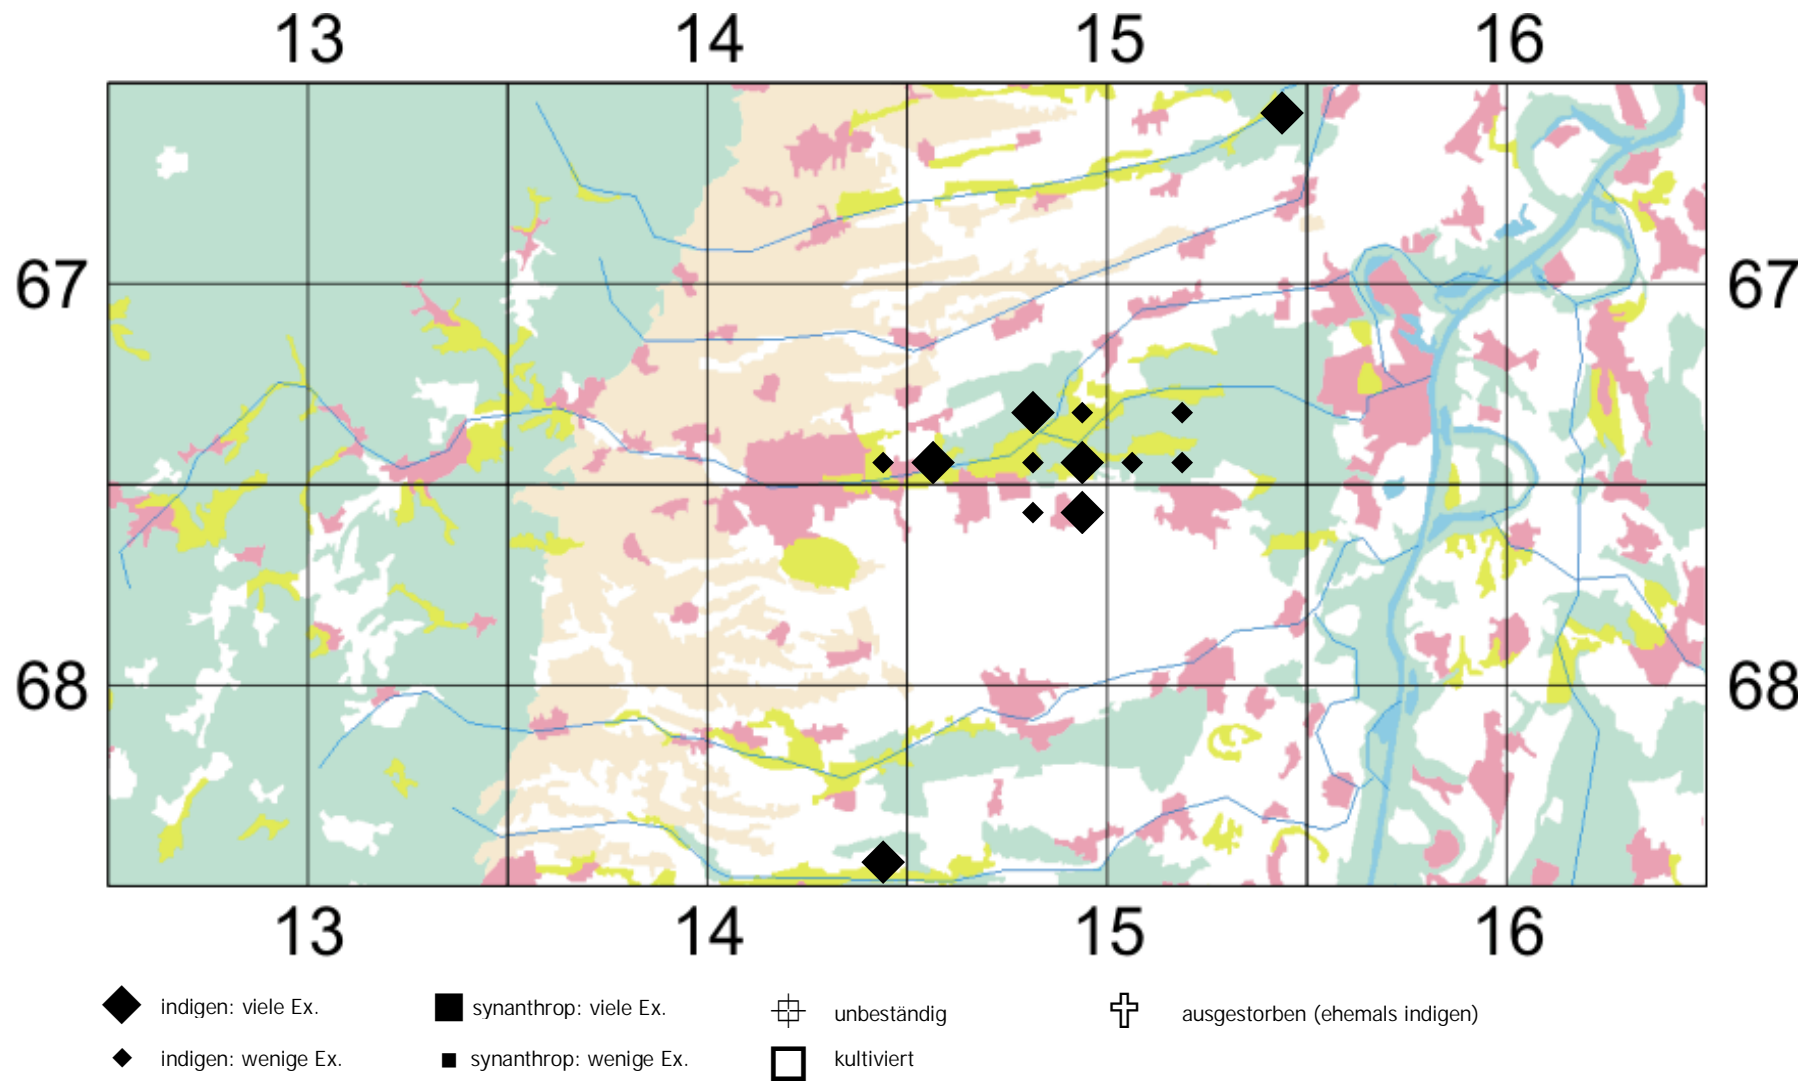 13 14 15 16
67 67
68 68
13 14 15 16
indigen: viele Ex. synanthrop: viele Ex. unbeständig ausgestorben (ehemals indigen)
indigen: wenige Ex. synanthrop: wenige Ex. kultiviert